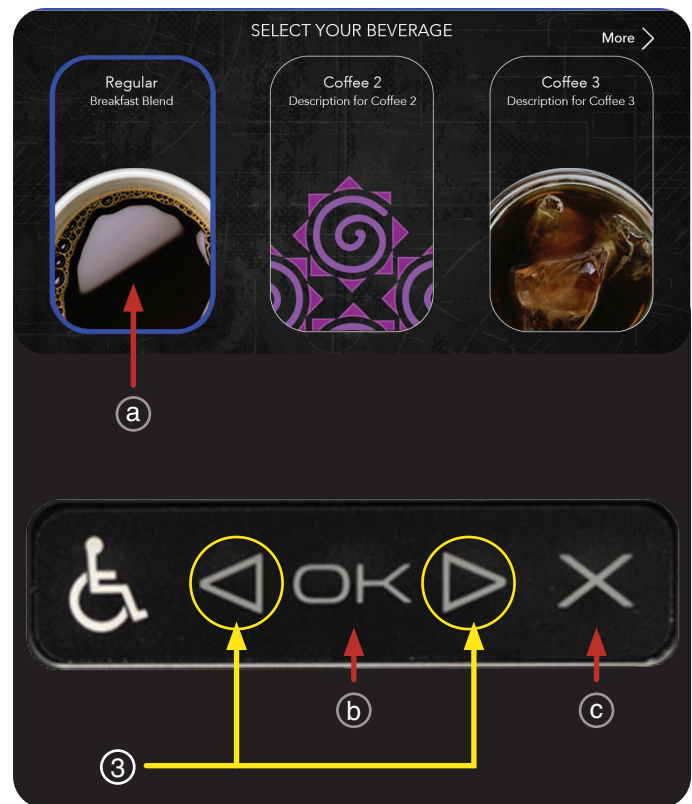 SELECT YOUR BEVERAGE
More
Regular
Breakfast Blend
Coffee 2
Description for Coffee 2
Coffee 3
Description for Coffee 3
a
OK
b
c
3